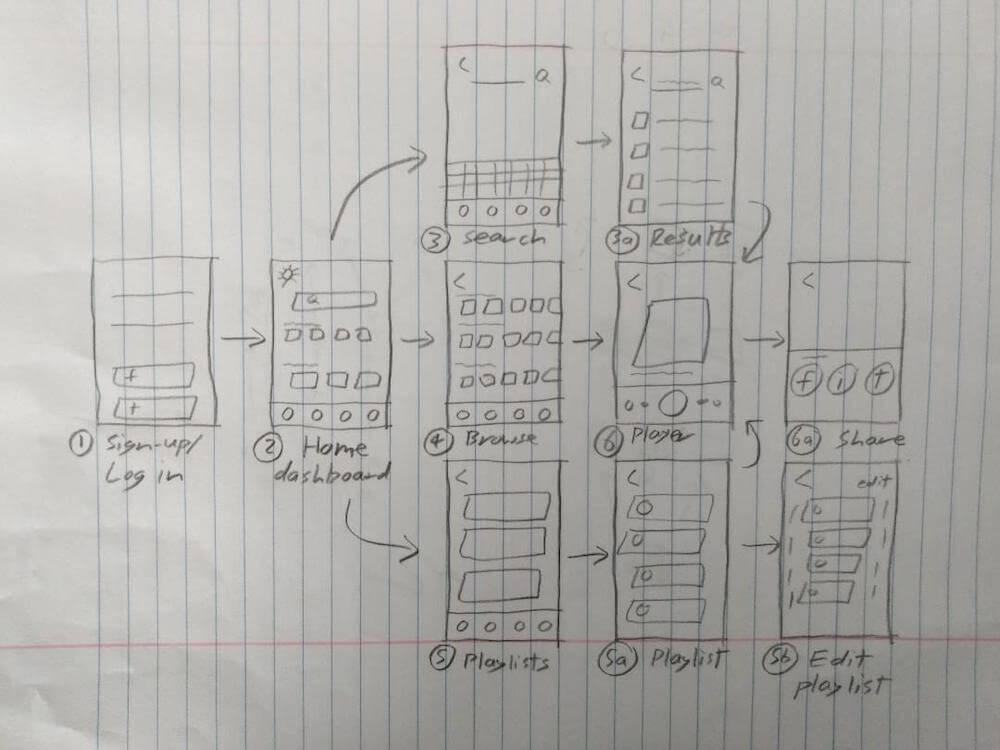 Q
Q
3 Search
3a Results
Q
+
+
f i t
1 Sign-up/
Log in
2 Home
dashboard
4 Browse
6 Player
6a Share
edit
5 Playlists
5a Playlist
5b Edit
playlist